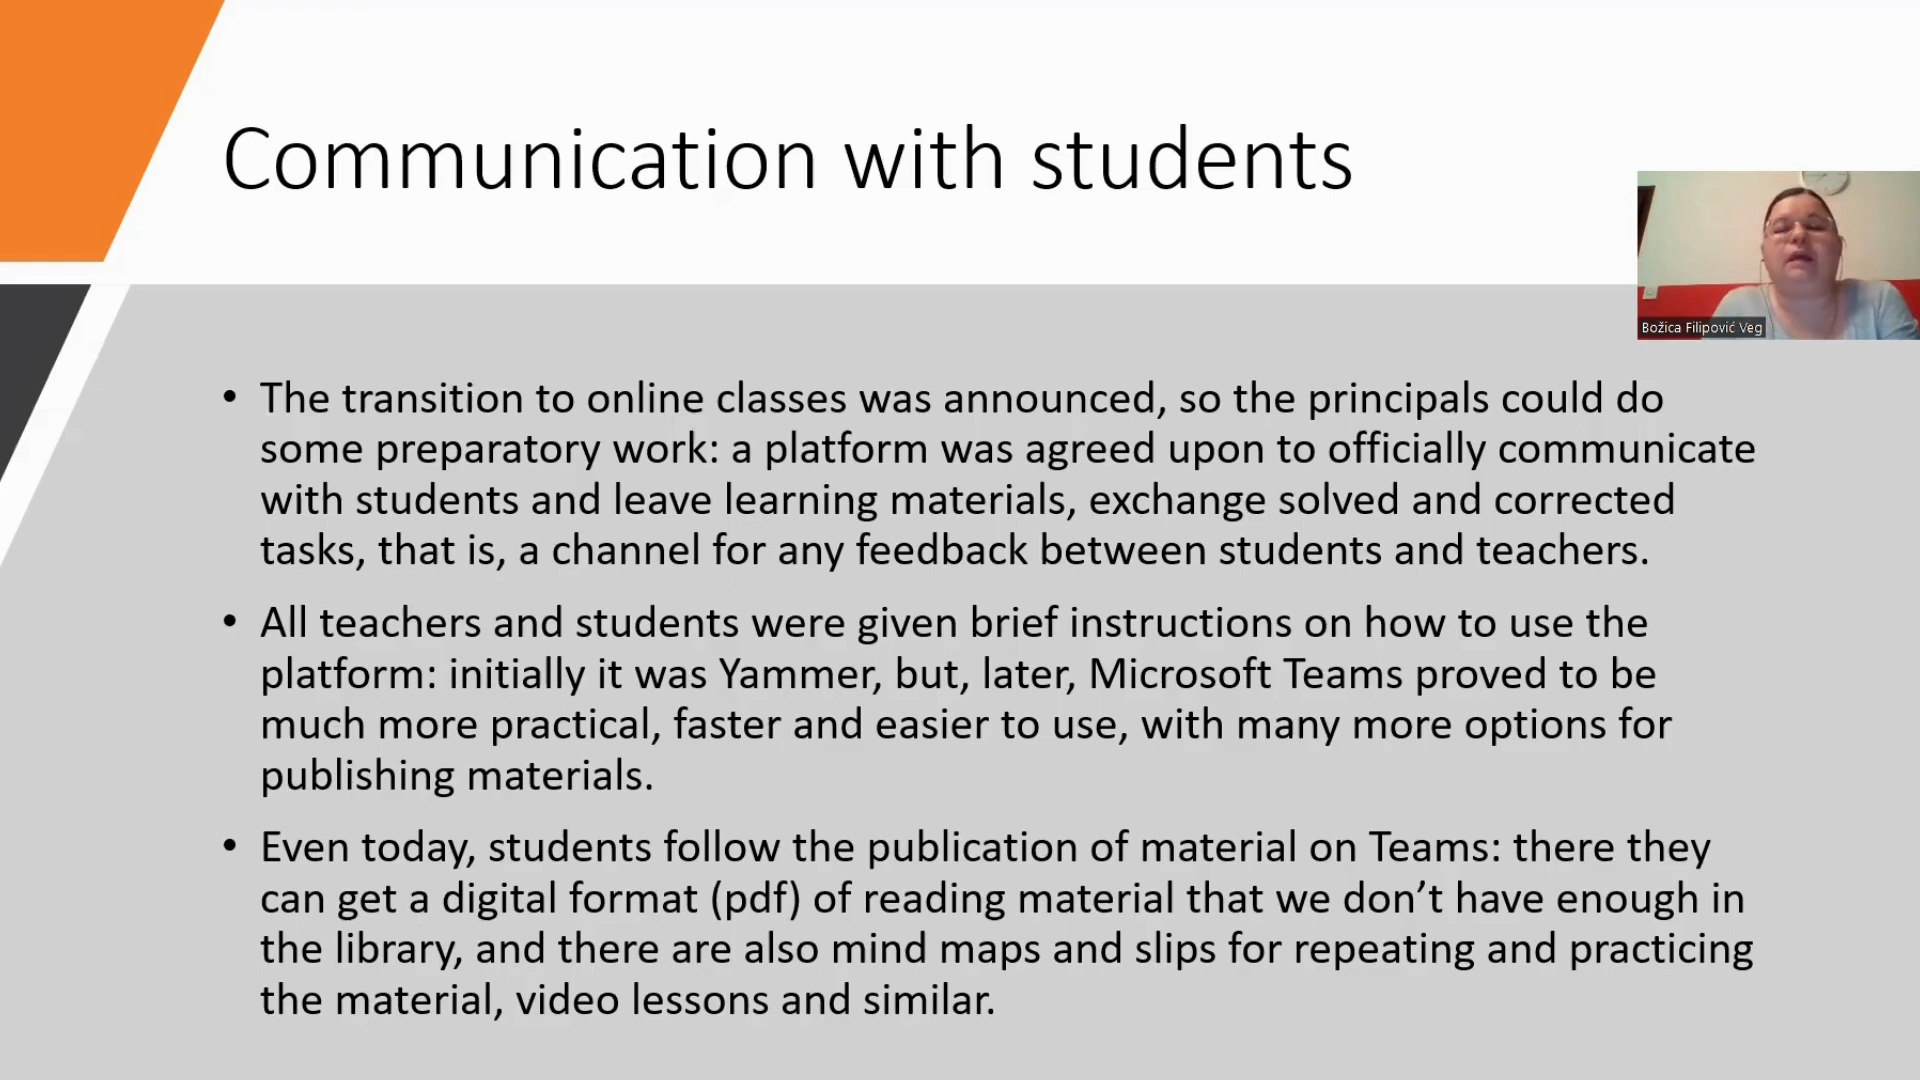 Communication with students
Božica Filipović Veg
• The transition to online classes was announced, so the principals could do
some preparatory work: a platform was agreed upon to officially communicate
with students and leave learning materials, exchange solved and corrected
tasks, that is, a channel for any feedback between students and teachers.
• All teachers and students were given brief instructions on how to use the
platform: initially it was Yammer, but, later, Microsoft Teams proved to be
much more practical, faster and easier to use, with many more options for
publishing materials.
• Even today, students follow the publication of material on Teams: there they
can get a digital format (pdf) of reading material that we don’t have enough in
the library, and there are also mind maps and slips for repeating and practicing
the material, video lessons and similar.